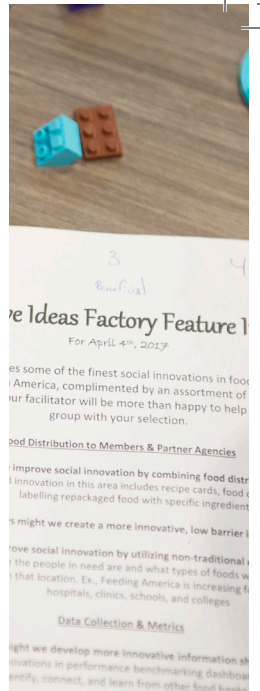 3
4
Beneficial
e Ideas Factory Feature
For April 4th, 2017
es some of the finest social innovations in foo
America, complimented by an assortment of
ur facilitator will be more than happy to help
group with your selection.
ood Distribution to Members & Partner Agencies
improve social innovation by combining food distr
innovation in this area includes recipe cards, food
labelling repackaged food with specific ingredient
s might we create a more innovative, low barrier i
rove social innovation by utilizing non-traditional
the people in need are and what types of foods w
that location. Ex., Feeding America is increasing f
hospitals, clinics, schools, and colleges
Data Collection & Metrics
ight we develop more innovative information sh
ovations in performance benchmarking dashboa
entify, connect, and learn from other food banks